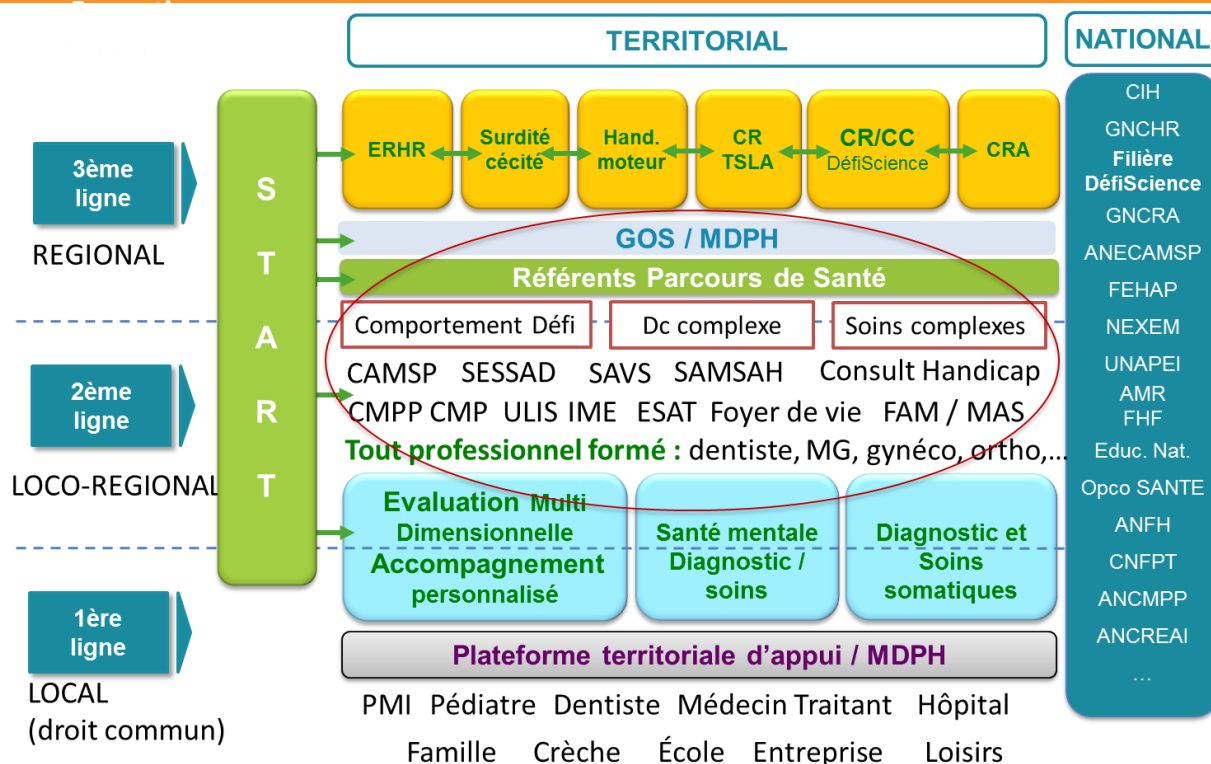 TERRITORIAL
NATIONAL
3ème
ligne
REGIONAL
2ème
ligne
LOCO-REGIONAL
1ère
ligne
LOCAL
(droit commun)
S
T
A
R
T
ERHR
Surdité
cécité
Hand.
moteur
CR
TSLA
CR/CC
DéfiScience
CRA
GOS / MDPH
Référents Parcours de Santé
Comportement Défi
Dc complexe
Soins complexes
CAMSP SESSAD SAVS SAMSAH Consult Handicap
CMPP CMP ULIS IME ESAT Foyer de vie FAM / MAS
Tout professionnel formé : dentiste, MG, gynéco, ortho,...
Evaluation Multi
Dimensionnelle
Accompagnement
personnalisé
Santé mentale
Diagnostic /
soins
Diagnostic et
Soins
somatiques
Plateforme territoriale d'appui / MDPH
PMI Pédiatre Dentiste Médecin Traitant Hôpital
Famille Crèche École Entreprise Loisirs
CIH
GNCHR
Filière
DéfiScience
GNCRA
ANECAMSP
FEHAP
NEXEM
UNAPEI
AMR
FHF
Educ. Nat.
Opco SANTE
ANFH
CNFPT
ANCMPP
ANCREAI
...